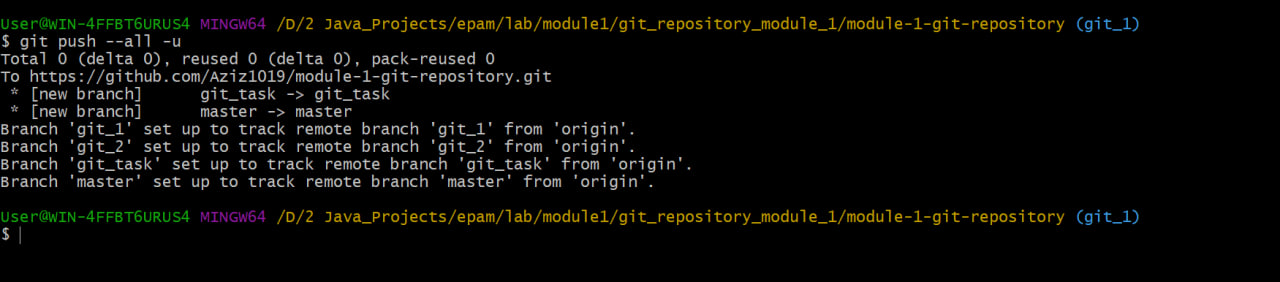 User@WIN-4FFBT6URUS4 MINGW64 /D/2 Java_Projects/epam/lab/module1/git_repository_module_1/module-1-git-repository (git_1)
$ git push --all -u
Total 0 (delta 0), reused 0 (delta 0), pack-reused 0
To https://github.com/Aziz1019/module-1-git-repository.git
 * [new branch]      git_task -> git_task
 * [new branch]      master -> master
Branch 'git_1' set up to track remote branch 'git_1' from 'origin'.
Branch 'git_2' set up to track remote branch 'git_2' from 'origin'.
Branch 'git_task' set up to track remote branch 'git_task' from 'origin'.
Branch 'master' set up to track remote branch 'master' from 'origin'.
User@WIN-4FFBT6URUS4 MINGW64 /D/2 Java_Projects/epam/lab/module1/git_repository_module_1/module-1-git-repository (git_1)
$